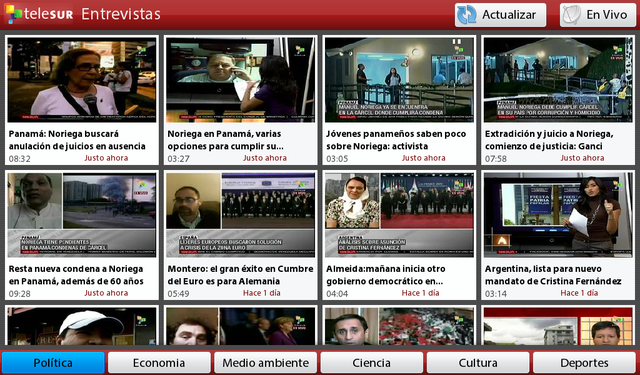 teleSUR Entrevistas
Actualizar
En Vivo
PANAMÁ
MANUEL NORIEGA YA SE ENCUENTRA
EN LA CÁRCEL DONDE CUMPLIRÁ CONDENA
PANAMÁ
MANUEL NORIEGA DEBE CUMPLIR CÁRCEL
EN SU PAÍS POR CORRUPCIÓN Y HOMICIDIO
Panamá: Noriega buscará
anulación de juicios en ausencia
08:32 Justo ahora
Noriega en Panamá, varias
opciones para cumplir su...
03:27 Justo ahora
Jóvenes panameños saben poco
sobre Noriega: activista
03:05 Justo ahora
Extradición y juicio a Noriega,
comienzo de justicia: Ganci
07:58 Justo ahora
PANAMÁ
NORIEGA TIENE PENDIENTES
EN PANAMÁ CONDENAS DE CÁRCEL
ESPAÑA
LÍDERES EUROPEOS BUSCARON SOLUCIÓN
A CRISIS DE LA ZONA EURO
ARGENTINA
ANÁLISIS SOBRE ASUNCIÓN
DE CRISTINA FERNÁNDEZ
FIESTA
PATRIA
Resta nueva condena a Noriega
en Panamá, además de 60 años
09:28 Justo ahora
Montero: el gran éxito en Cumbre
del Euro es para Alemania
05:49 Hace 1 día
Almeida:mañana inicia otro
gobierno democrático en...
04:04 Hace 1 día
Argentina, lista para nuevo
mandato de Cristina Fernández
03:14 Hace 1 día
Política
Economia
Medio ambiente
Ciencia
Cultura
Deportes